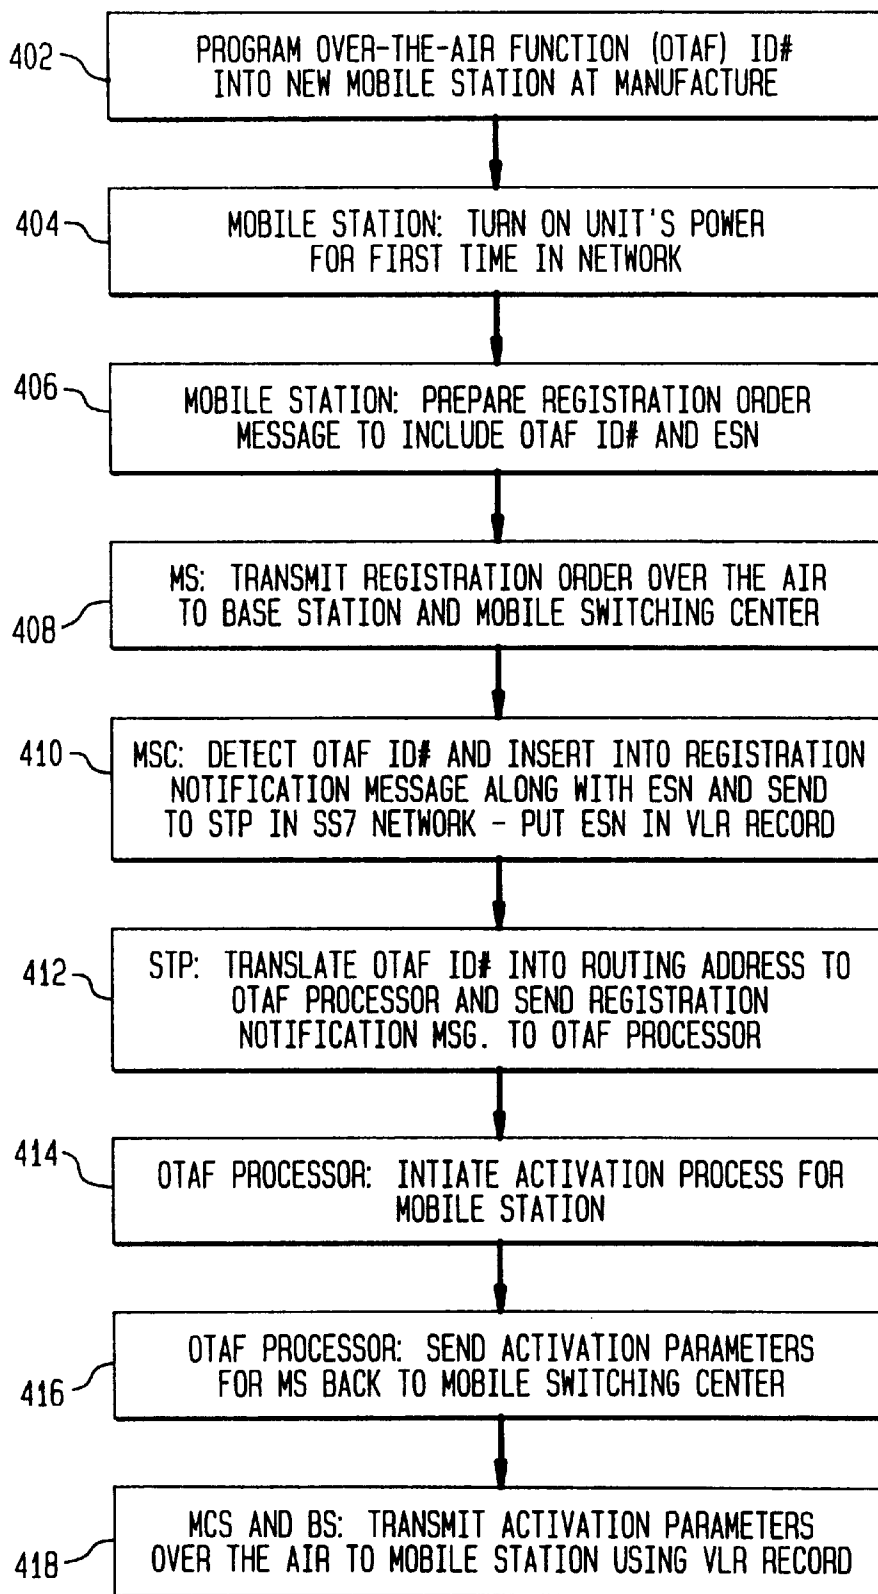 402
PROGRAM OVER-THE-AIR FUNCTION (OTAF) ID#
INTO NEW MOBILE STATION AT MANUFACTURE
404
MOBILE STATION: TURN ON UNIT'S POWER
FOR FIRST TIME IN NETWORK
406
MOBILE STATION: PREPARE REGISTRATION ORDER
MESSAGE TO INCLUDE OTAF ID# AND ESN
408
MS: TRANSMIT REGISTRATION ORDER OVER THE AIR
TO BASE STATION AND MOBILE SWITCHING CENTER
410
MSC: DETECT OTAF ID# AND INSERT INTO REGISTRATION
NOTIFICATION MESSAGE ALONG WITH ESN AND SEND
TO STP IN SS7 NETWORK - PUT ESN IN VLR RECORD
412
STP: TRANSLATE OTAF ID# INTO ROUTING ADDRESS TO
OTAF PROCESSOR AND SEND REGISTRATION
NOTIFICATION MSG. TO OTAF PROCESSOR
414
OTAF PROCESSOR: INTIATE ACTIVATION PROCESS FOR
MOBILE STATION
416
OTAF PROCESSOR: SEND ACTIVATION PARAMETERS
FOR MS BACK TO MOBILE SWITCHING CENTER
418
MCS AND BS: TRANSMIT ACTIVATION PARAMETERS
OVER THE AIR TO MOBILE STATION USING VLR RECORD